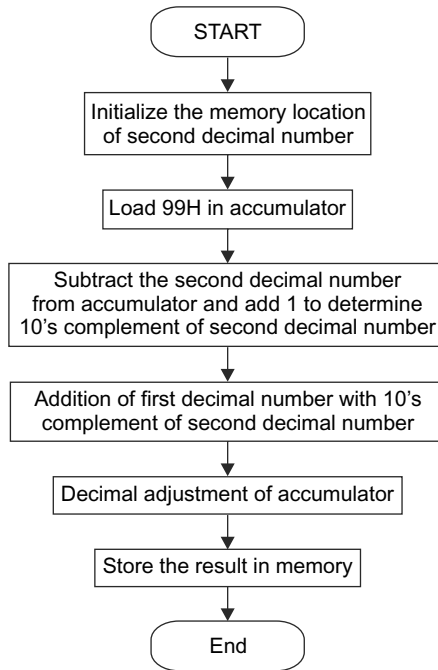 START
Initialize the memory location
of second decimal number
Load 99H in accumulator
Subtract the second decimal number
from accumulator and add 1 to determine
10’s complement of second decimal number
Addition of first decimal number with 10’s
complement of second decimal number
Decimal adjustment of accumulator
Store the result in memory
End